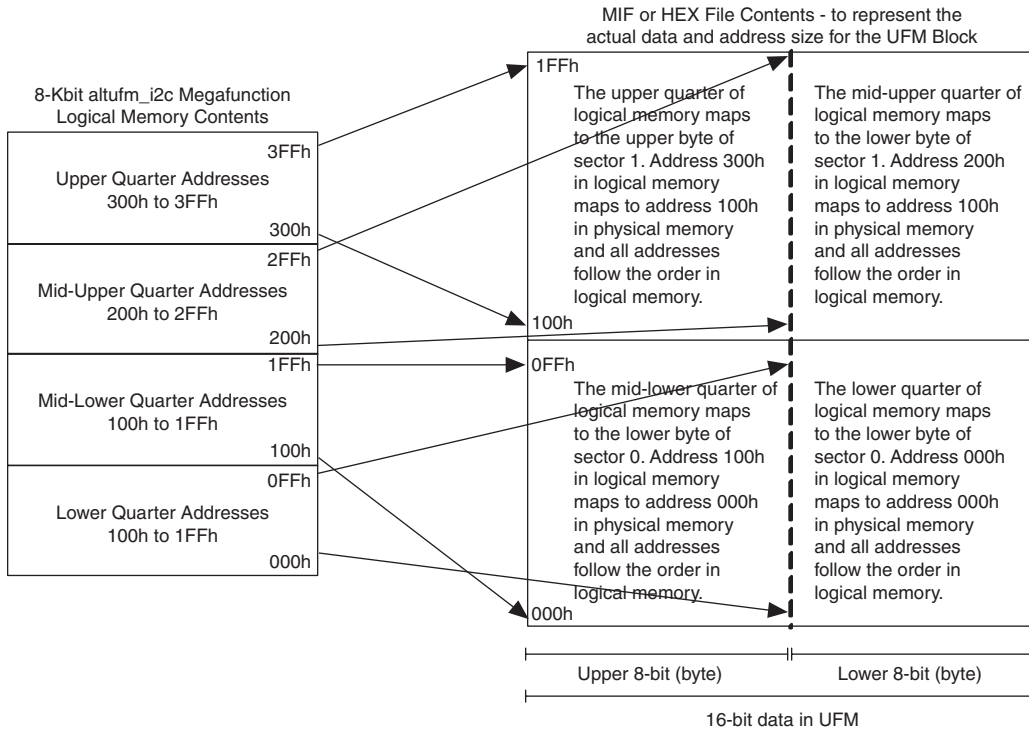 MIF or HEX File Contents - to represent the
actual data and address size for the UFM Block
8-Kbit altufm_i2c Megafunction
Logical Memory Contents
3FFh
Upper Quarter Addresses
300h to 3FFh
300h
2FFh
Mid-Upper Quarter Addresses
200h to 2FFh
200h
1FFh
Mid-Lower Quarter Addresses
100h to 1FFh
100h
0FFh
Lower Quarter Addresses
100h to 1FFh
000h
1FFh
The upper quarter of
logical memory maps
to the upper byte of
sector 1. Address 300h
in logical memory
maps to address 100h
in physical memory
and all addresses
follow the order in
logical memory.
100h
The mid-upper quarter of
logical memory maps
to the lower byte of
sector 1. Address 200h
in logical memory
maps to address 100h
in physical memory
and all addresses
follow the order in
logical memory.
0FFh
The mid-lower quarter of
logical memory maps
to the lower byte of
sector 0. Address 100h
in logical memory
maps to address 000h
in physical memory
and all addresses
follow the order in
logical memory.
000h
The lower quarter of
logical memory maps
to the lower byte of
sector 0. Address 000h
in logical memory
maps to address 000h
in physical memory
and all addresses
follow the order in
logical memory.
Upper 8-bit (byte)
Lower 8-bit (byte)
16-bit data in UFM